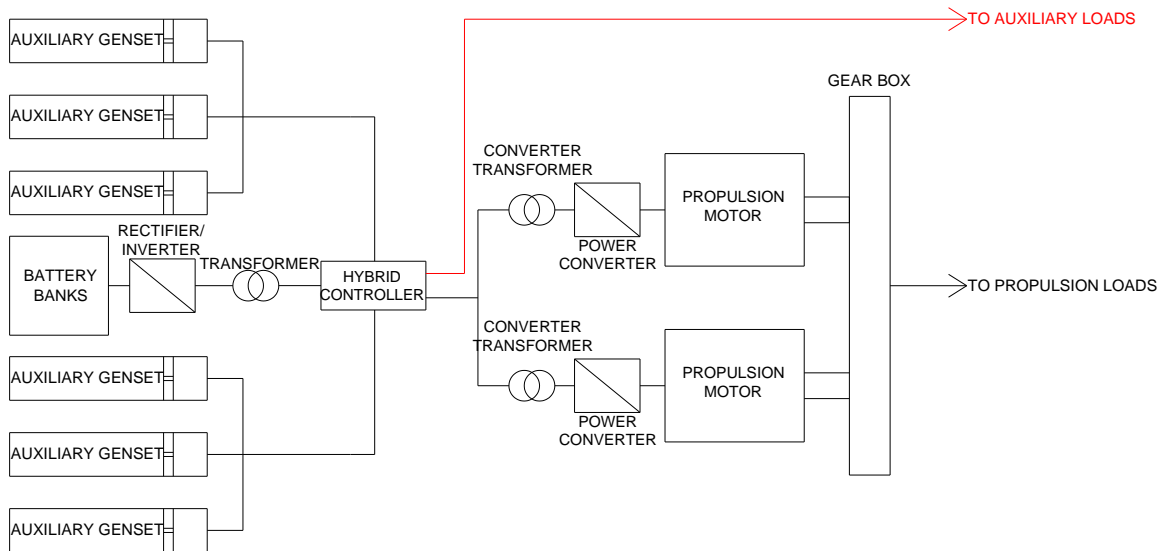 AUXILIARY GENSET
AUXILIARY GENSET
AUXILIARY GENSET
RECTIFIER/
INVERTER
BATTERY
BANKS
TRANSFORMER
HYBRID
CONTROLLER
AUXILIARY GENSET
AUXILIARY GENSET
AUXILIARY GENSET
CONVERTER
TRANSFORMER
POWER
CONVERTER
PROPULSION
MOTOR
CONVERTER
TRANSFORMER
POWER
CONVERTER
PROPULSION
MOTOR
GEAR BOX
TO AUXILIARY LOADS
TO PROPULSION LOADS